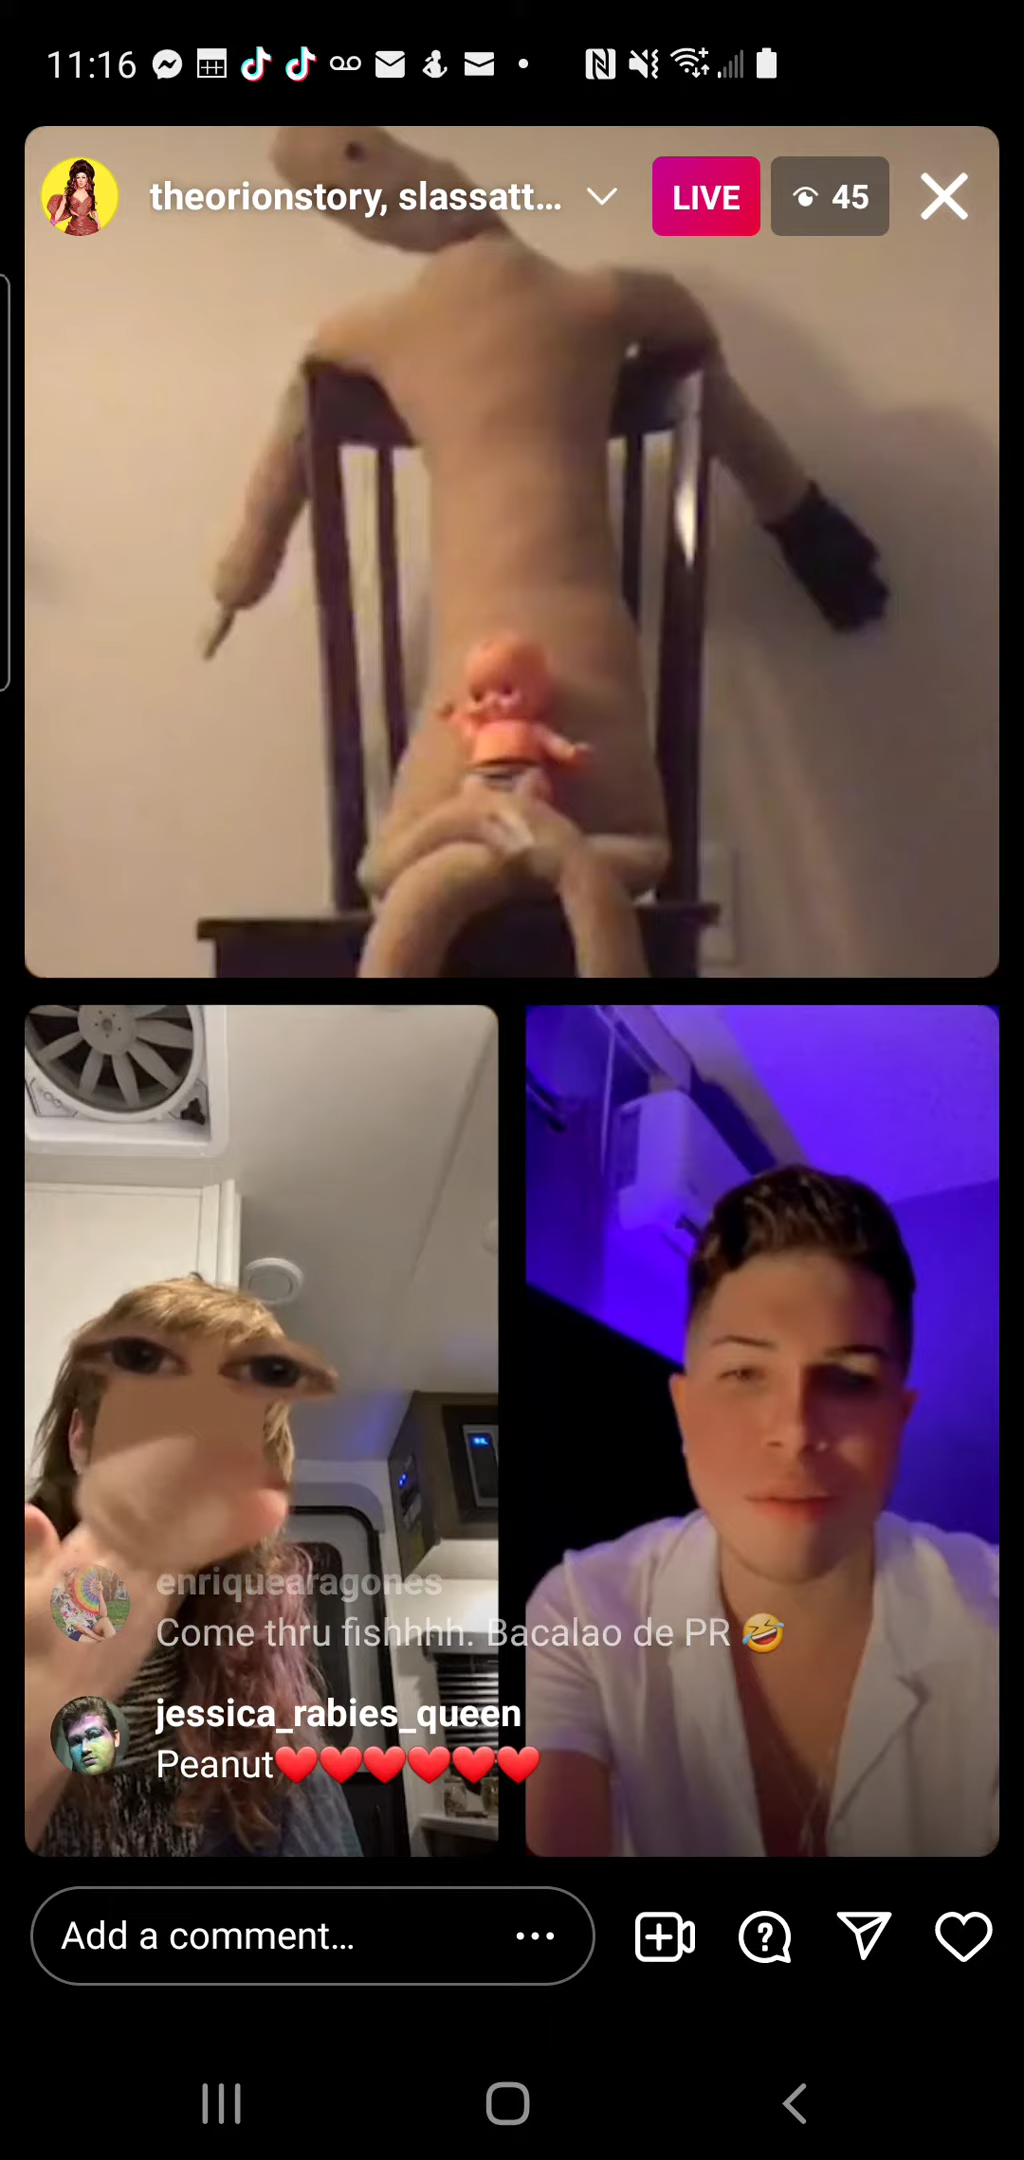 11:16
theorionstory, slassatt...
LIVE
45
enriquearagones
Come thru fishhhh. Bacalao de PR 🤣
jessica_rabies_queen
Peanut❤️❤️❤️❤️❤️❤️
Add a comment...